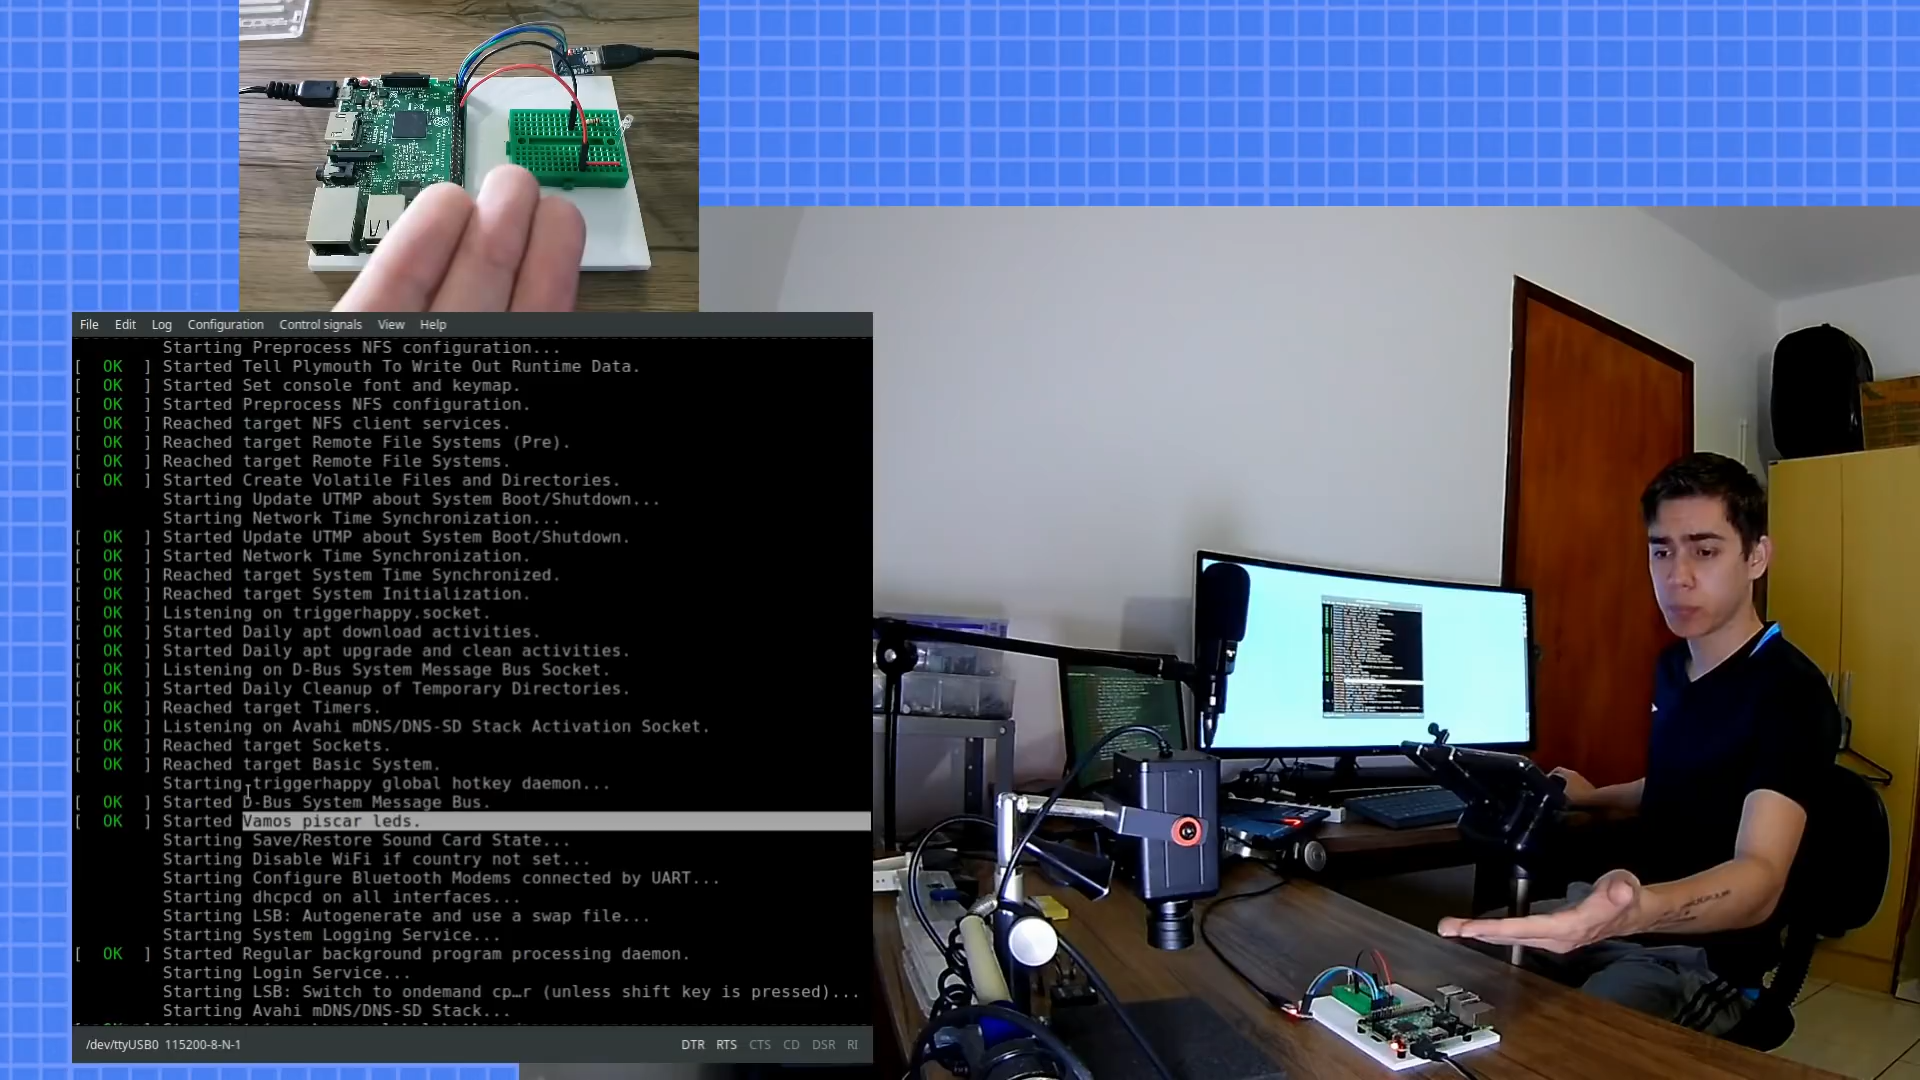 File Edit Log Configuration Control signals View Help
Starting Preprocess NFS configuration...
[ OK ] Started Tell Plymouth To Write Out Runtime Data.
[ OK ] Started Set console font and keymap.
[ OK ] Started Preprocess NFS configuration.
[ OK ] Reached target NFS client services.
[ OK ] Reached target Remote File Systems (Pre).
[ OK ] Reached target Remote File Systems.
[ OK ] Started Create Volatile Files and Directories.
Starting Update UTMP about System Boot/Shutdown...
Starting Network Time Synchronization...
[ OK ] Started Update UTMP about System Boot/Shutdown.
[ OK ] Started Network Time Synchronization.
[ OK ] Reached target System Time Synchronized.
[ OK ] Reached target System Initialization.
[ OK ] Listening on triggerhappy.socket.
[ OK ] Started Daily apt download activities.
[ OK ] Started Daily apt upgrade and clean activities.
[ OK ] Listening on D-Bus System Message Bus Socket.
[ OK ] Started Daily Cleanup of Temporary Directories.
[ OK ] Reached target Timers.
[ OK ] Listening on Avahi mDNS/DNS-SD Stack Activation Socket.
[ OK ] Reached target Sockets.
[ OK ] Reached target Basic System.
Starting triggerhappy global hotkey daemon...
[ OK ] Started D-Bus System Message Bus.
[ OK ] Started Vamos piscar leds.
Starting Save/Restore Sound Card State...
Starting Disable WiFi if country not set...
Starting Configure Bluetooth Modems connected by UART...
Starting dhcpcd on all interfaces...
Starting LSB: Autogenerate and use a swap file...
Starting System Logging Service...
[ OK ] Started Regular background program processing daemon.
Starting Login Service...
Starting LSB: Switch to ondemand cp…r (unless shift key is pressed)...
Starting Avahi mDNS/DNS-SD Stack...
/dev/ttyUSB0 115200-8-N-1 DTR RTS CTS CD DSR RI